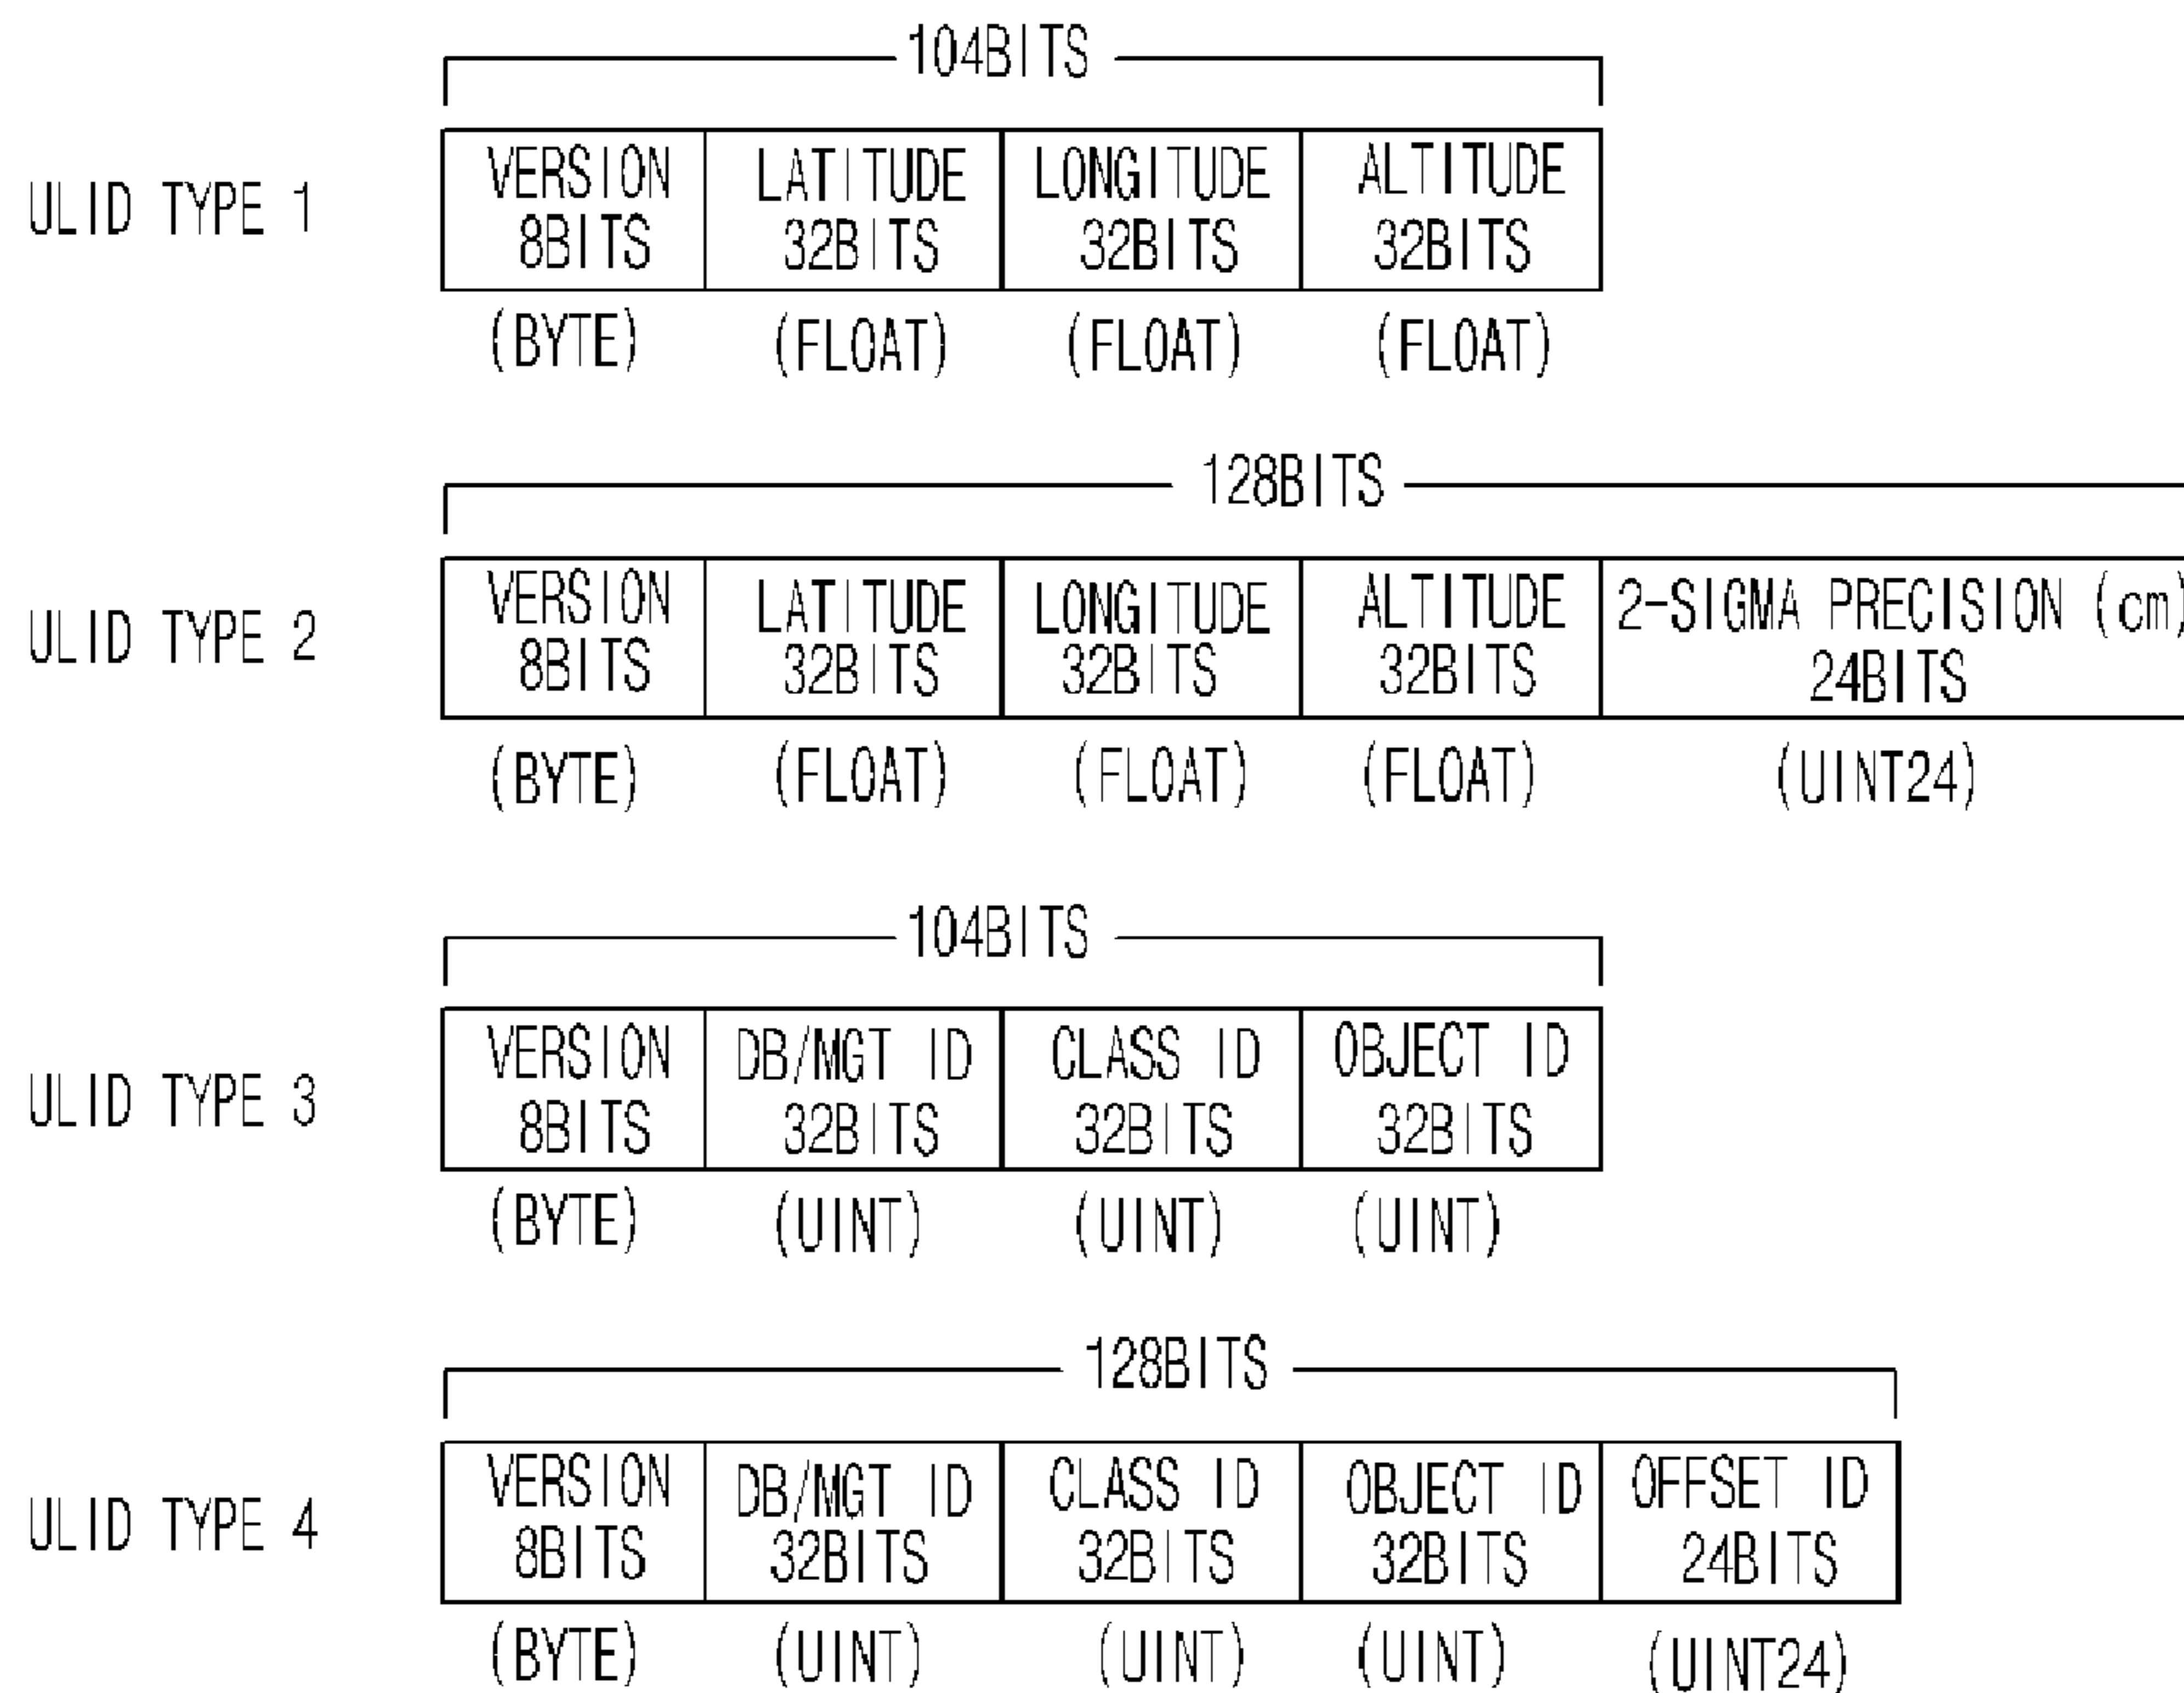 104BITS
ULID TYPE 1
VERSION LATITUDE LONGITUDE ALTITUDE
8BITS 32BITS 32BITS 32BITS
(BYTE) (FLOAT) (FLOAT) (FLOAT)
128BITS
ULID TYPE 2
VERSION LATITUDE LONGITUDE ALTITUDE 2-SIGMA PRECISION (cm)
8BITS 32BITS 32BITS 32BITS 24BITS
(BYTE) (FLOAT) (FLOAT) (FLOAT) (UINT24)
104BITS
ULID TYPE 3
VERSION DB/MGT ID CLASS ID OBJECT ID
8BITS 32BITS 32BITS 32BITS
(BYTE) (UINT) (UINT) (UINT)
128BITS
ULID TYPE 4
VERSION DB/MGT ID CLASS ID OBJECT ID OFFSET ID
8BITS 32BITS 32BITS 32BITS 24BITS
(BYTE) (UINT) (UINT) (UINT) (UINT24)